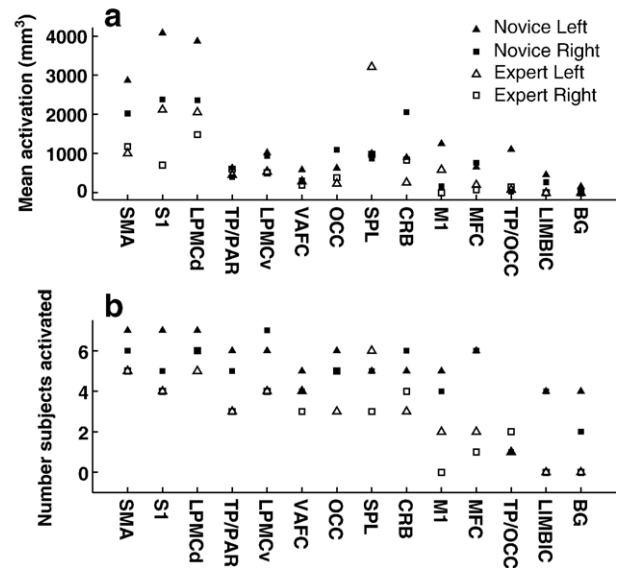 a
Mean activation (mm³)
4000
3000
2000
1000
0
Novice Left
Novice Right
Expert Left
Expert Right
SMA
S1
LPMCd
TP/PAR
LPMCv
VAFC
OCC
SPL
CRB
M1
MFC
TP/OCC
LIMBIC
BG
b
Number subjects activated
6
4
2
0
SMA
S1
LPMCd
TP/PAR
LPMCv
VAFC
OCC
SPL
CRB
M1
MFC
TP/OCC
LIMBIC
BG